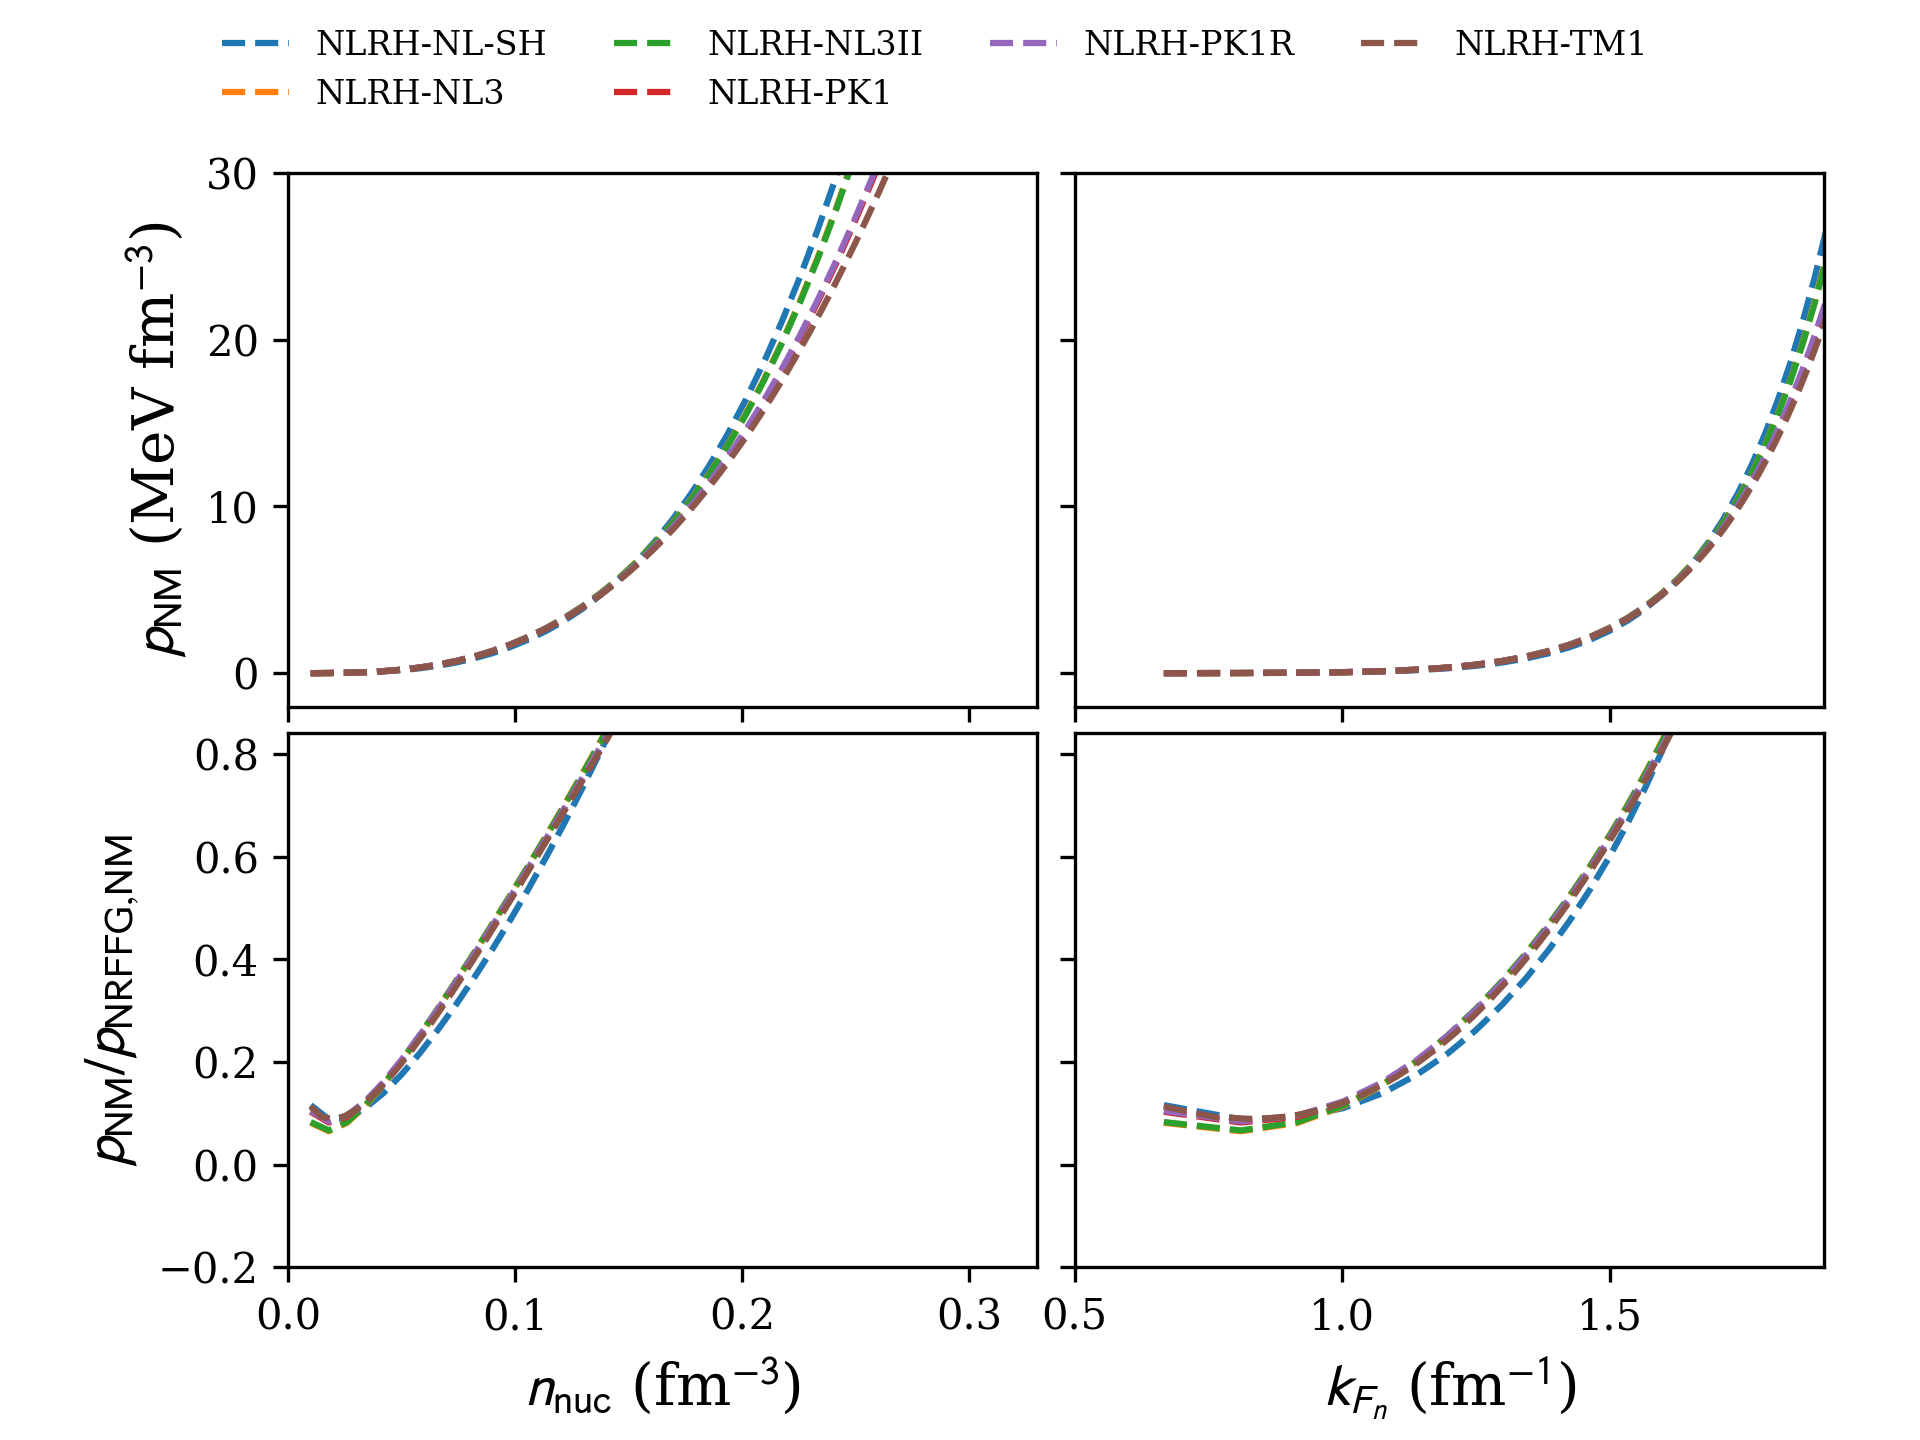 NLRH-NL-SH NLRH-NL3II NLRH-PK1R NLRH-TM1
NLRH-NL3 NLRH-PK1
p_NM (MeV fm^−3)
30
20
10
0
p_NM/p_NRFFG,NM
0.8
0.6
0.4
0.2
0.0
−0.2
0.0 0.1 0.2 0.3 0.5 1.0 1.5
n_nuc (fm^−3) k_F_n (fm^−1)